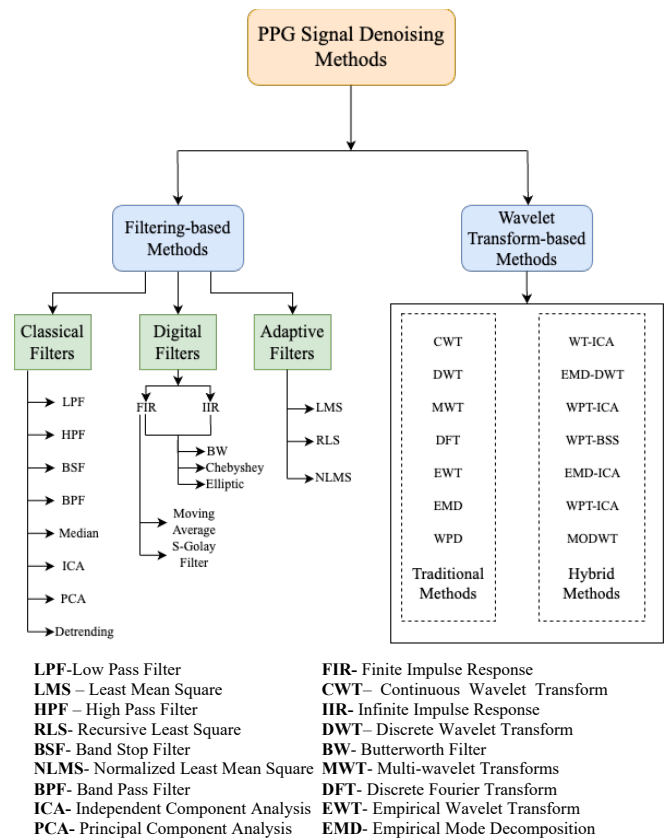 PPG Signal Denoising
Methods
Filtering-based
Methods
Wavelet
Transform-based
Methods
Classical
Filters
Digital
Filters
Adaptive
Filters
LPF
HPF
BSF
BPF
Median
ICA
PCA
Detrending
FIR
IIR
BW
Chebyshey
Elliptic
Moving
Average
S-Golay
Filter
LMS
RLS
NLMS
CWT
DWT
MWT
DFT
EWT
EMD
WPD
Traditional
Methods
WT-ICA
EMD-DWT
WPT-ICA
WPT-BSS
EMD-ICA
WPT-ICA
MODWT
Hybrid
Methods
LPF-Low Pass Filter
LMS – Least Mean Square
HPF – High Pass Filter
RLS- Recursive Least Square
BSF- Band Stop Filter
NLMS- Normalized Least Mean Square
BPF- Band Pass Filter
ICA- Independent Component Analysis
PCA- Principal Component Analysis
FIR- Finite Impulse Response
CWT– Continuous Wavelet Transform
IIR- Infinite Impulse Response
DWT– Discrete Wavelet Transform
BW- Butterworth Filter
MWT- Multi-wavelet Transforms
DFT- Discrete Fourier Transform
EWT- Empirical Wavelet Transform
EMD- Empirical Mode Decomposition